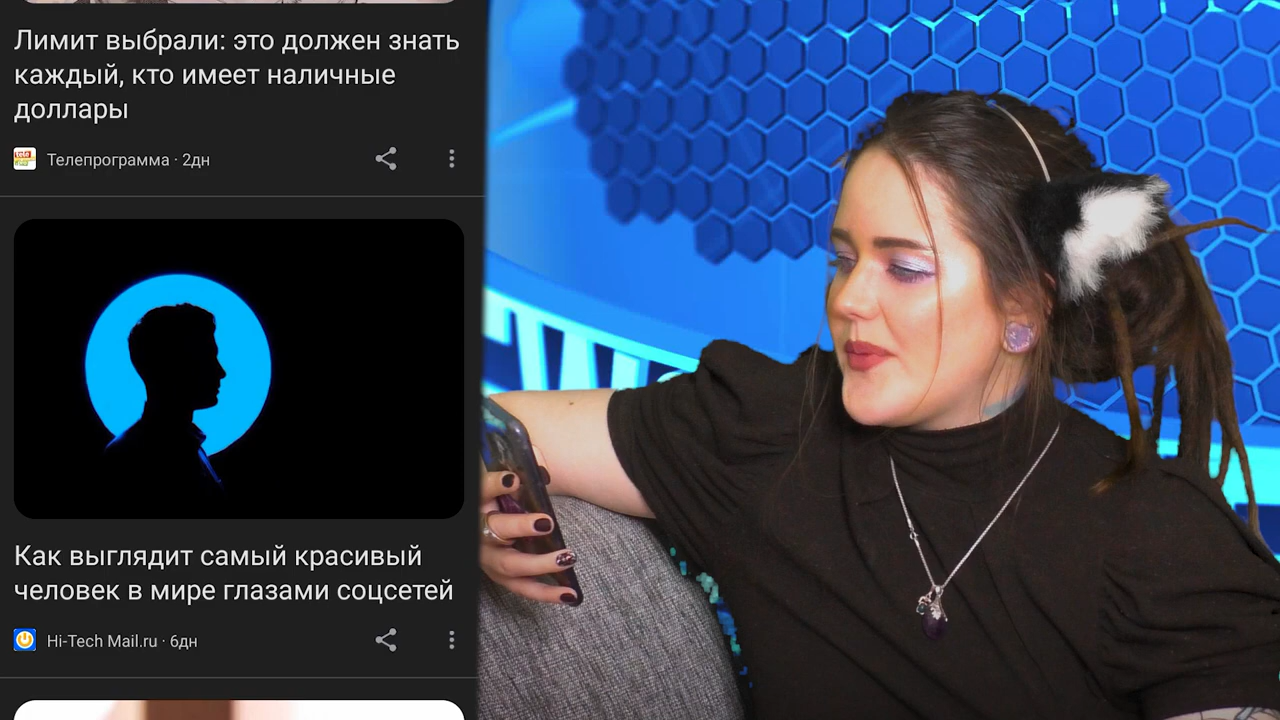 Лимит выбрали: это должен знать
каждый, кто имеет наличные
доллары
Телепрограмма · 2дн
Как выглядит самый красивый
человек в мире глазами соцсетей
Hi-Tech Mail.ru · 6дн